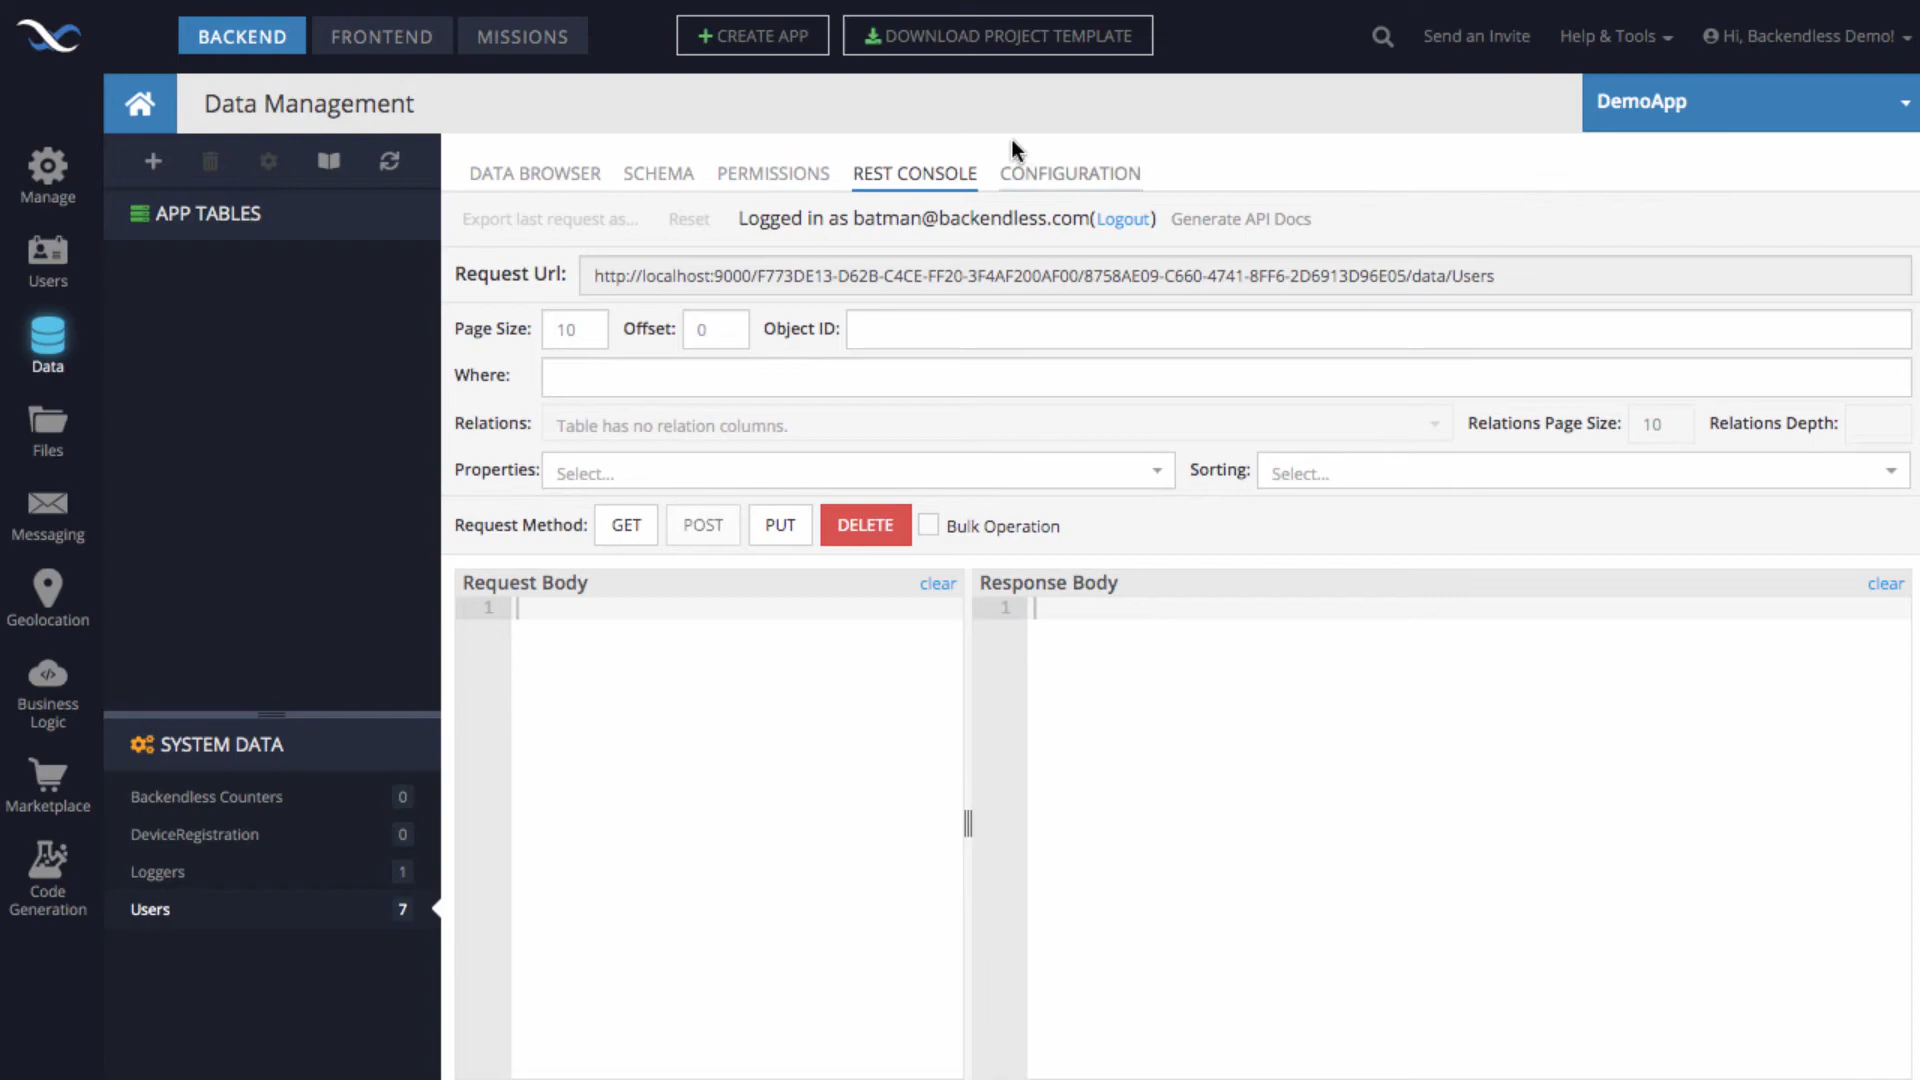 BACKEND FRONTEND MISSIONS + CREATE APP DOWNLOAD PROJECT TEMPLATE Send an Invite Help & Tools Hi, Backendless Demo!
Data Management DemoApp
Manage
Users
Data
Files
Messaging
Geolocation
Business
Logic
Marketplace
Code
Generation
APP TABLES
SYSTEM DATA
Backendless Counters 0
DeviceRegistration 0
Loggers 1
Users 7
DATA BROWSER SCHEMA PERMISSIONS REST CONSOLE CONFIGURATION
Export last request as... Reset Logged in as batman@backendless.com(Logout) Generate API Docs
Request Url: http://localhost:9000/F773DE13-D62B-C4CE-FF20-3F4AF200AF00/8758AE09-C660-4741-8FF6-2D6913D96E05/data/Users
Page Size: 10 Offset: 0 Object ID:
Where:
Relations: Table has no relation columns. Relations Page Size: 10 Relations Depth:
Properties: Select... Sorting: Select...
Request Method: GET POST PUT DELETE Bulk Operation
Request Body clear Response Body clear
1 1